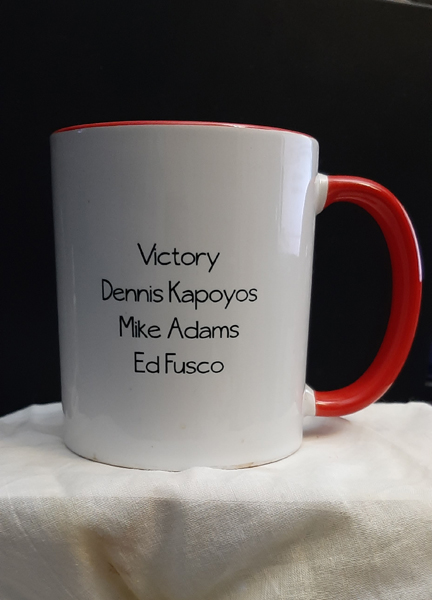 Victory
Dennis Kapoyos
Mike Adams
Ed Fusco